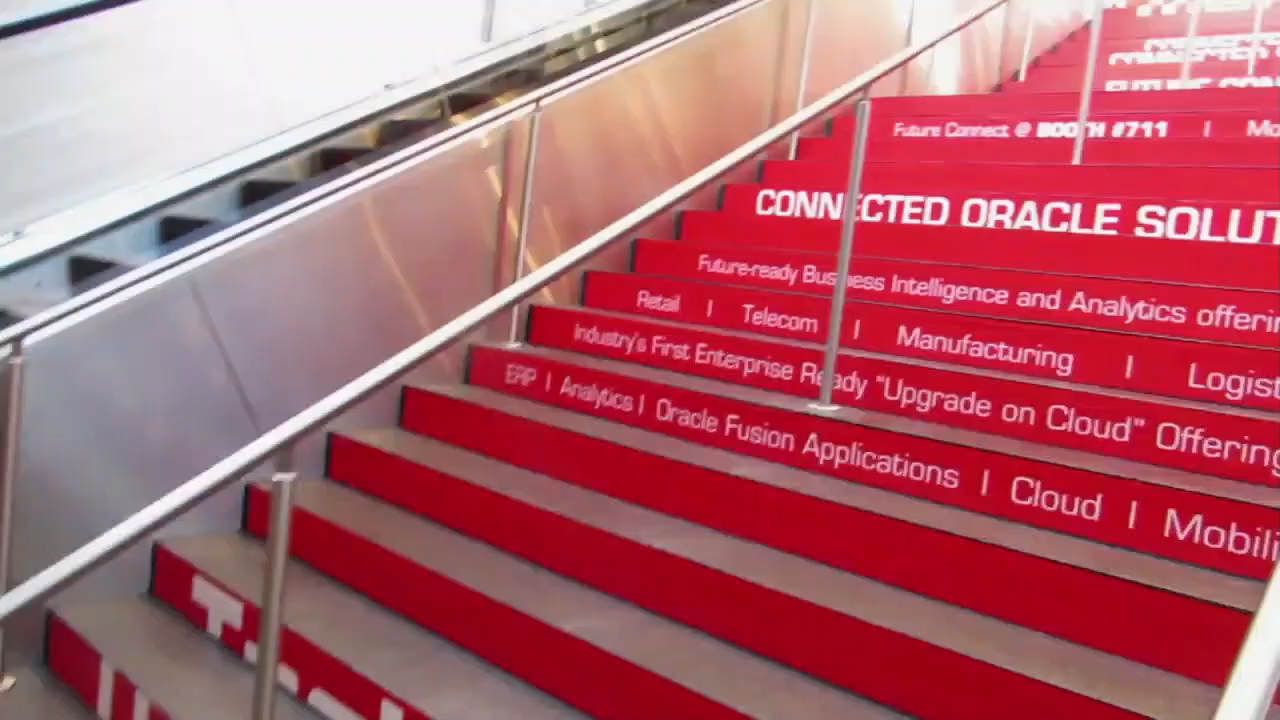 Future Connect @ BOOTH #711 | Mo
CONNECTED ORACLE SOLUT
Future-ready Business Intelligence and Analytics offerin
Retail | Telecom | Manufacturing | Logist
Industry's First Enterprise Ready "Upgrade on Cloud" Offering
ERP | Analytics | Oracle Fusion Applications | Cloud | Mobili